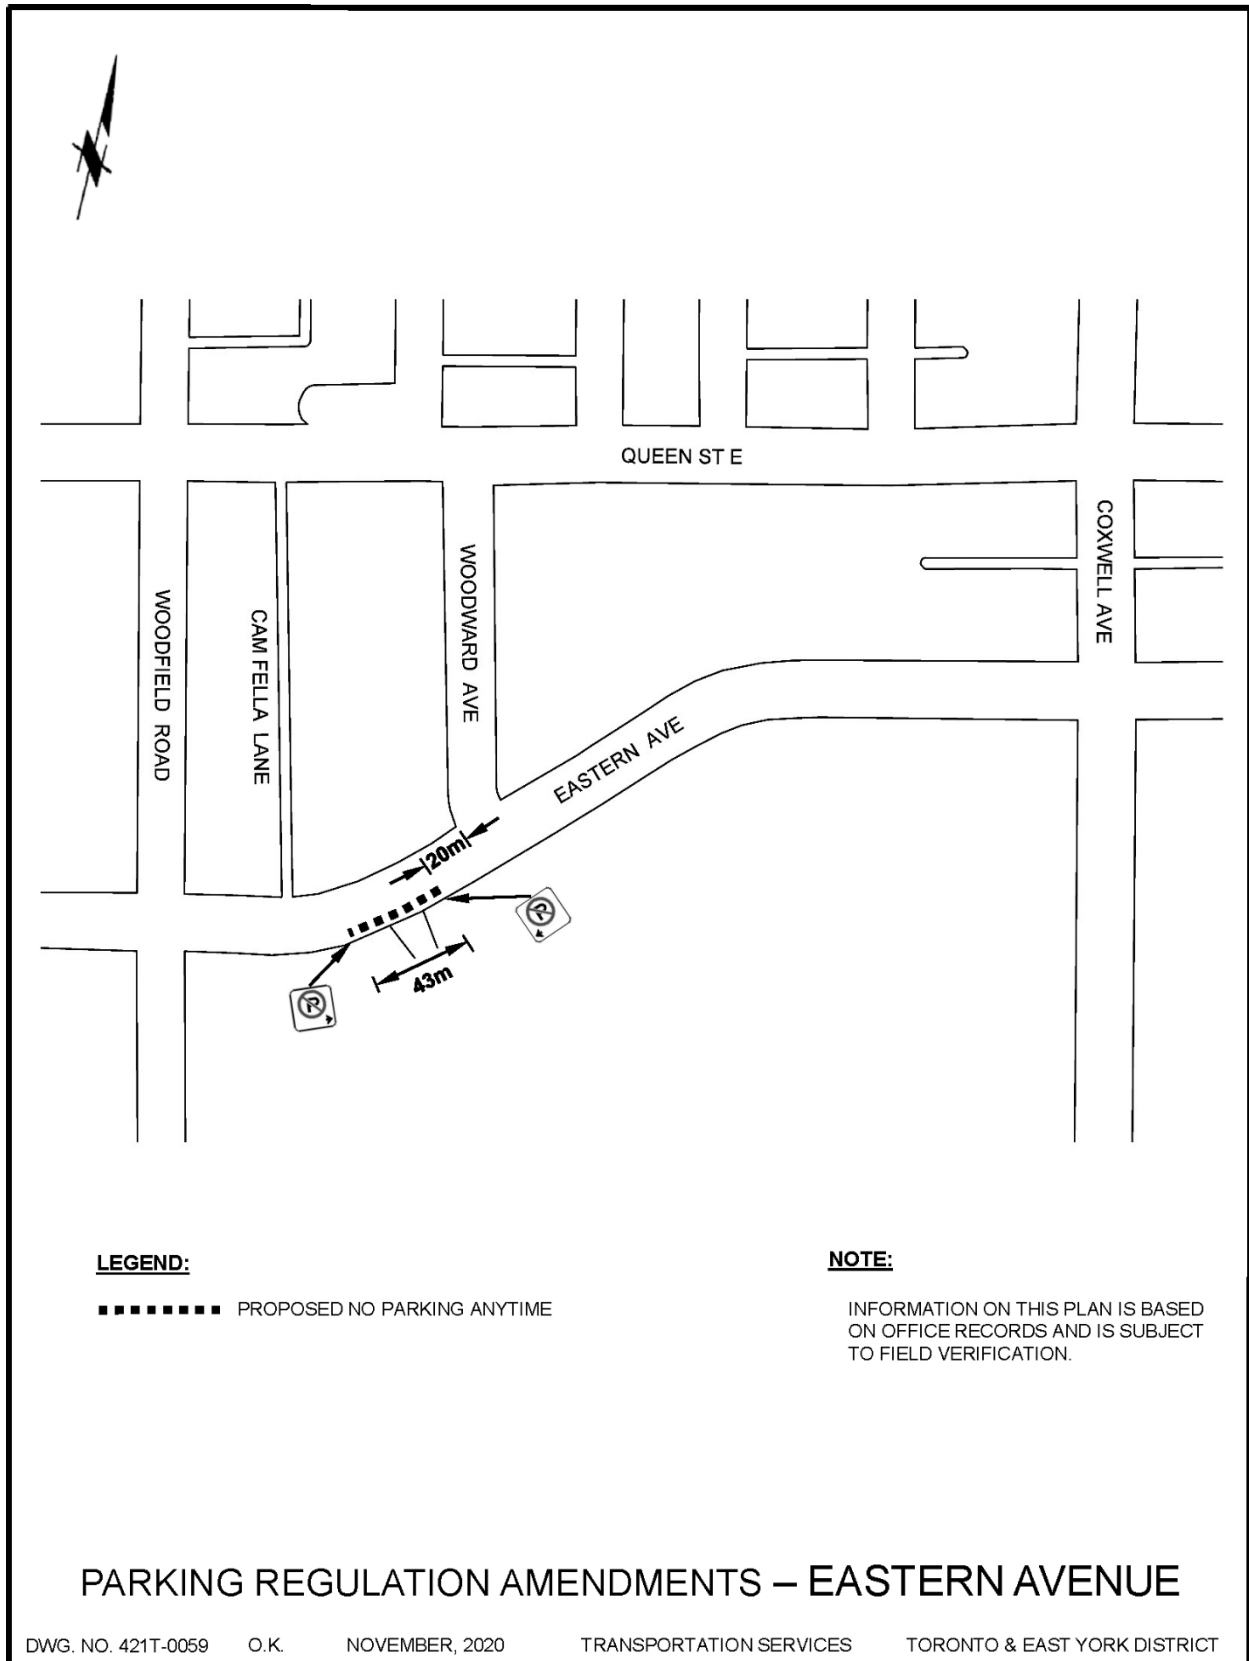 QUEEN ST E
COXWELL AVE
WOODWARD AVE
WOODFIELD ROAD
CAM FELLA LANE
EASTERN AVE
20m
P
43m
P
LEGEND:
PROPOSED NO PARKING ANYTIME
NOTE:
INFORMATION ON THIS PLAN IS BASED
ON OFFICE RECORDS AND IS SUBJECT
TO FIELD VERIFICATION.
PARKING REGULATION AMENDMENTS – EASTERN AVENUE
DWG. NO. 421T-0059 O.K. NOVEMBER, 2020 TRANSPORTATION SERVICES TORONTO & EAST YORK DISTRICT